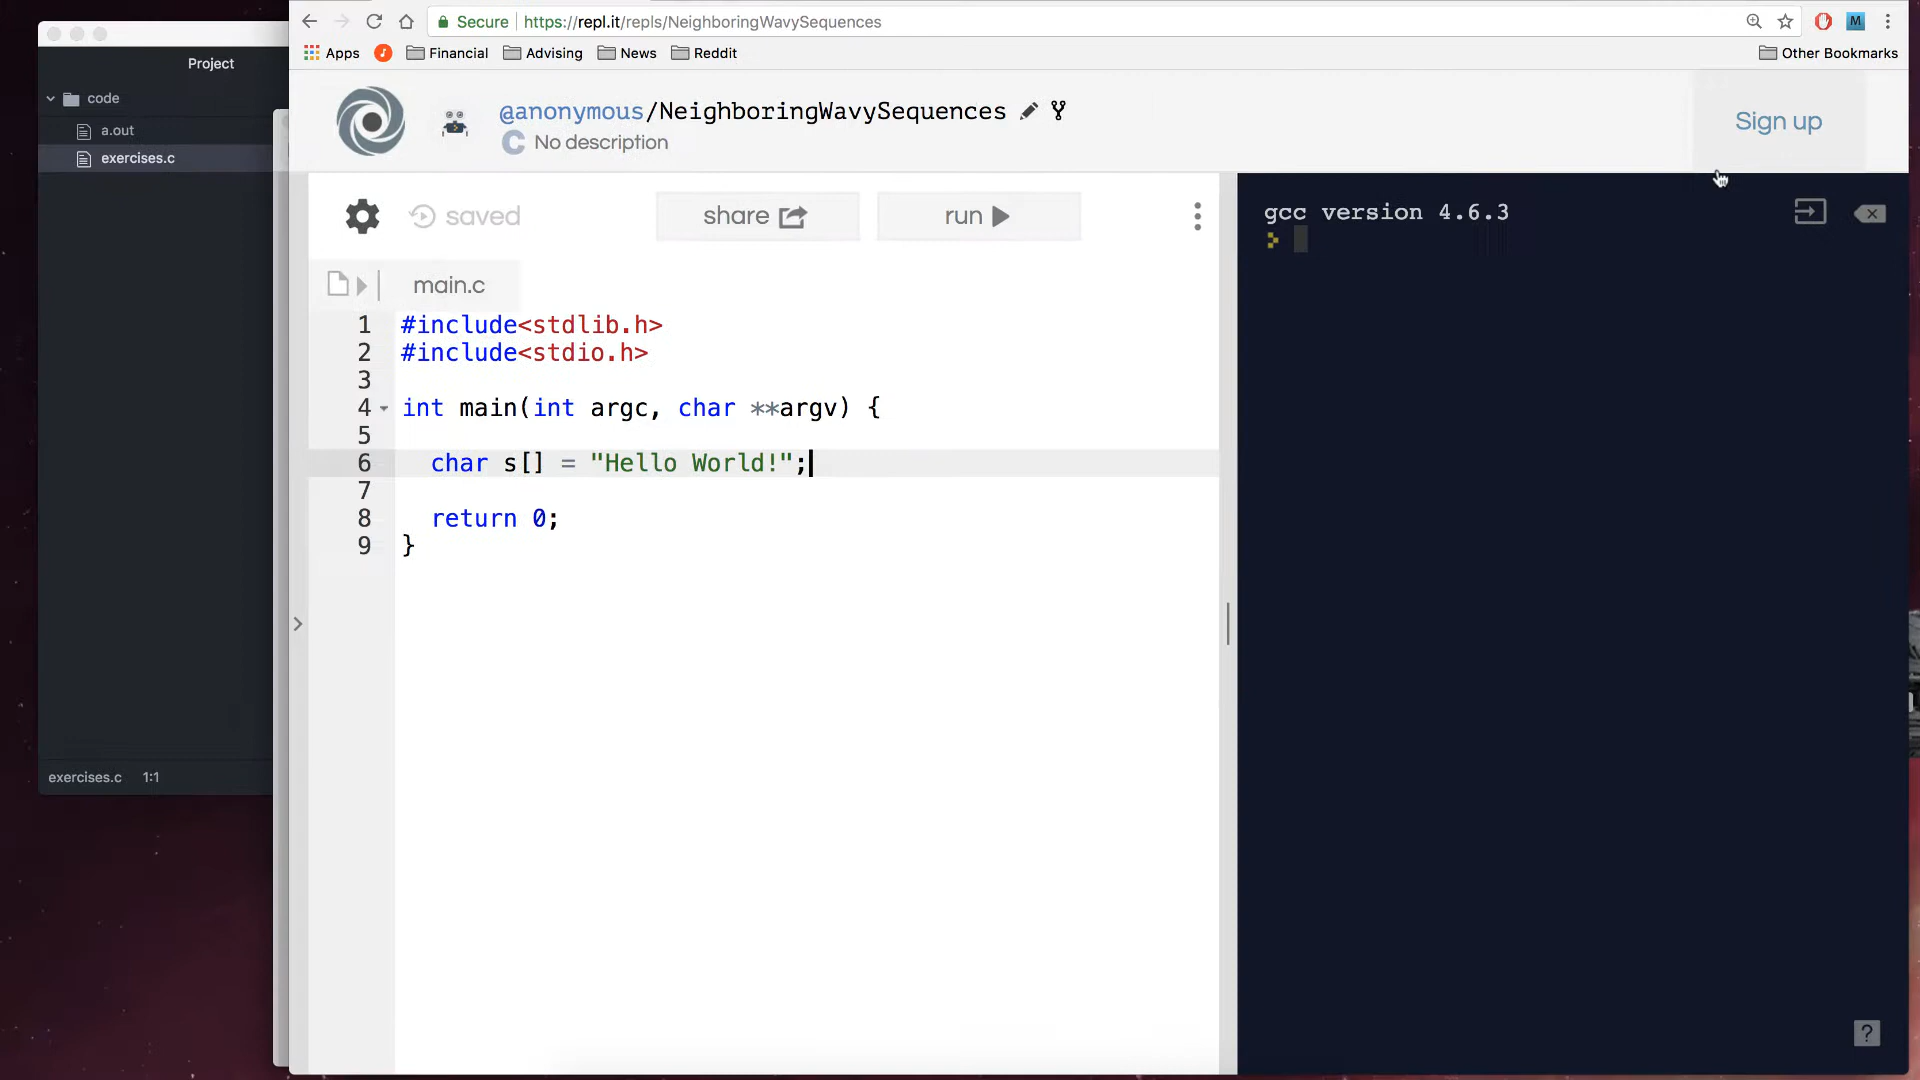 Secure https://repl.it/repls/NeighboringWavySequences
M
Apps Financial Advising News Reddit Other Bookmarks
Project
code
a.out
exercises.c
exercises.c 1:1
@anonymous/NeighboringWavySequences
C No description
Sign up
saved
share
run
main.c
1 #include<stdlib.h>
2 #include<stdio.h>
3
4 int main(int argc, char **argv) {
5
6 char s[] = "Hello World!";
7
8 return 0;
9 }
gcc version 4.6.3
?